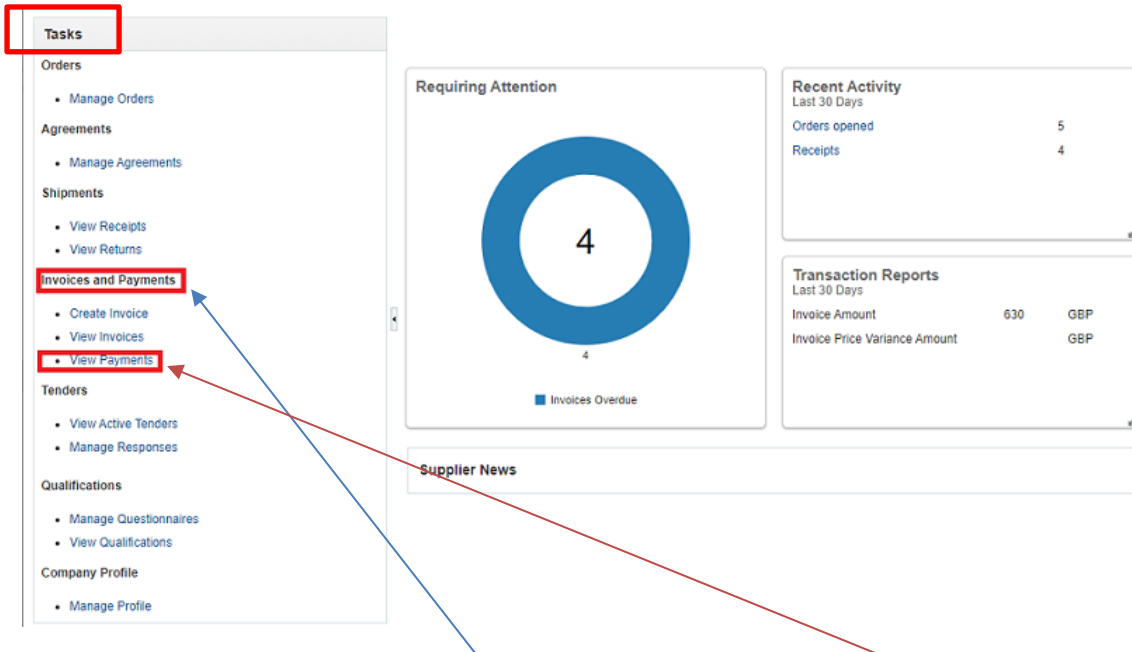 Tasks
Orders
• Manage Orders
Agreements
• Manage Agreements
Shipments
• View Receipts
• View Returns
Invoices and Payments
• Create Invoice
• View Invoices
• View Payments
Tenders
• View Active Tenders
• Manage Responses
Qualifications
• Manage Questionnaires
• View Qualifications
Company Profile
• Manage Profile
Requiring Attention
4
4
Invoices Overdue
Recent Activity
Last 30 Days
Orders opened 5
Receipts 4
Transaction Reports
Last 30 Days
Invoice Amount 630 GBP
Invoice Price Variance Amount GBP
Supplier News